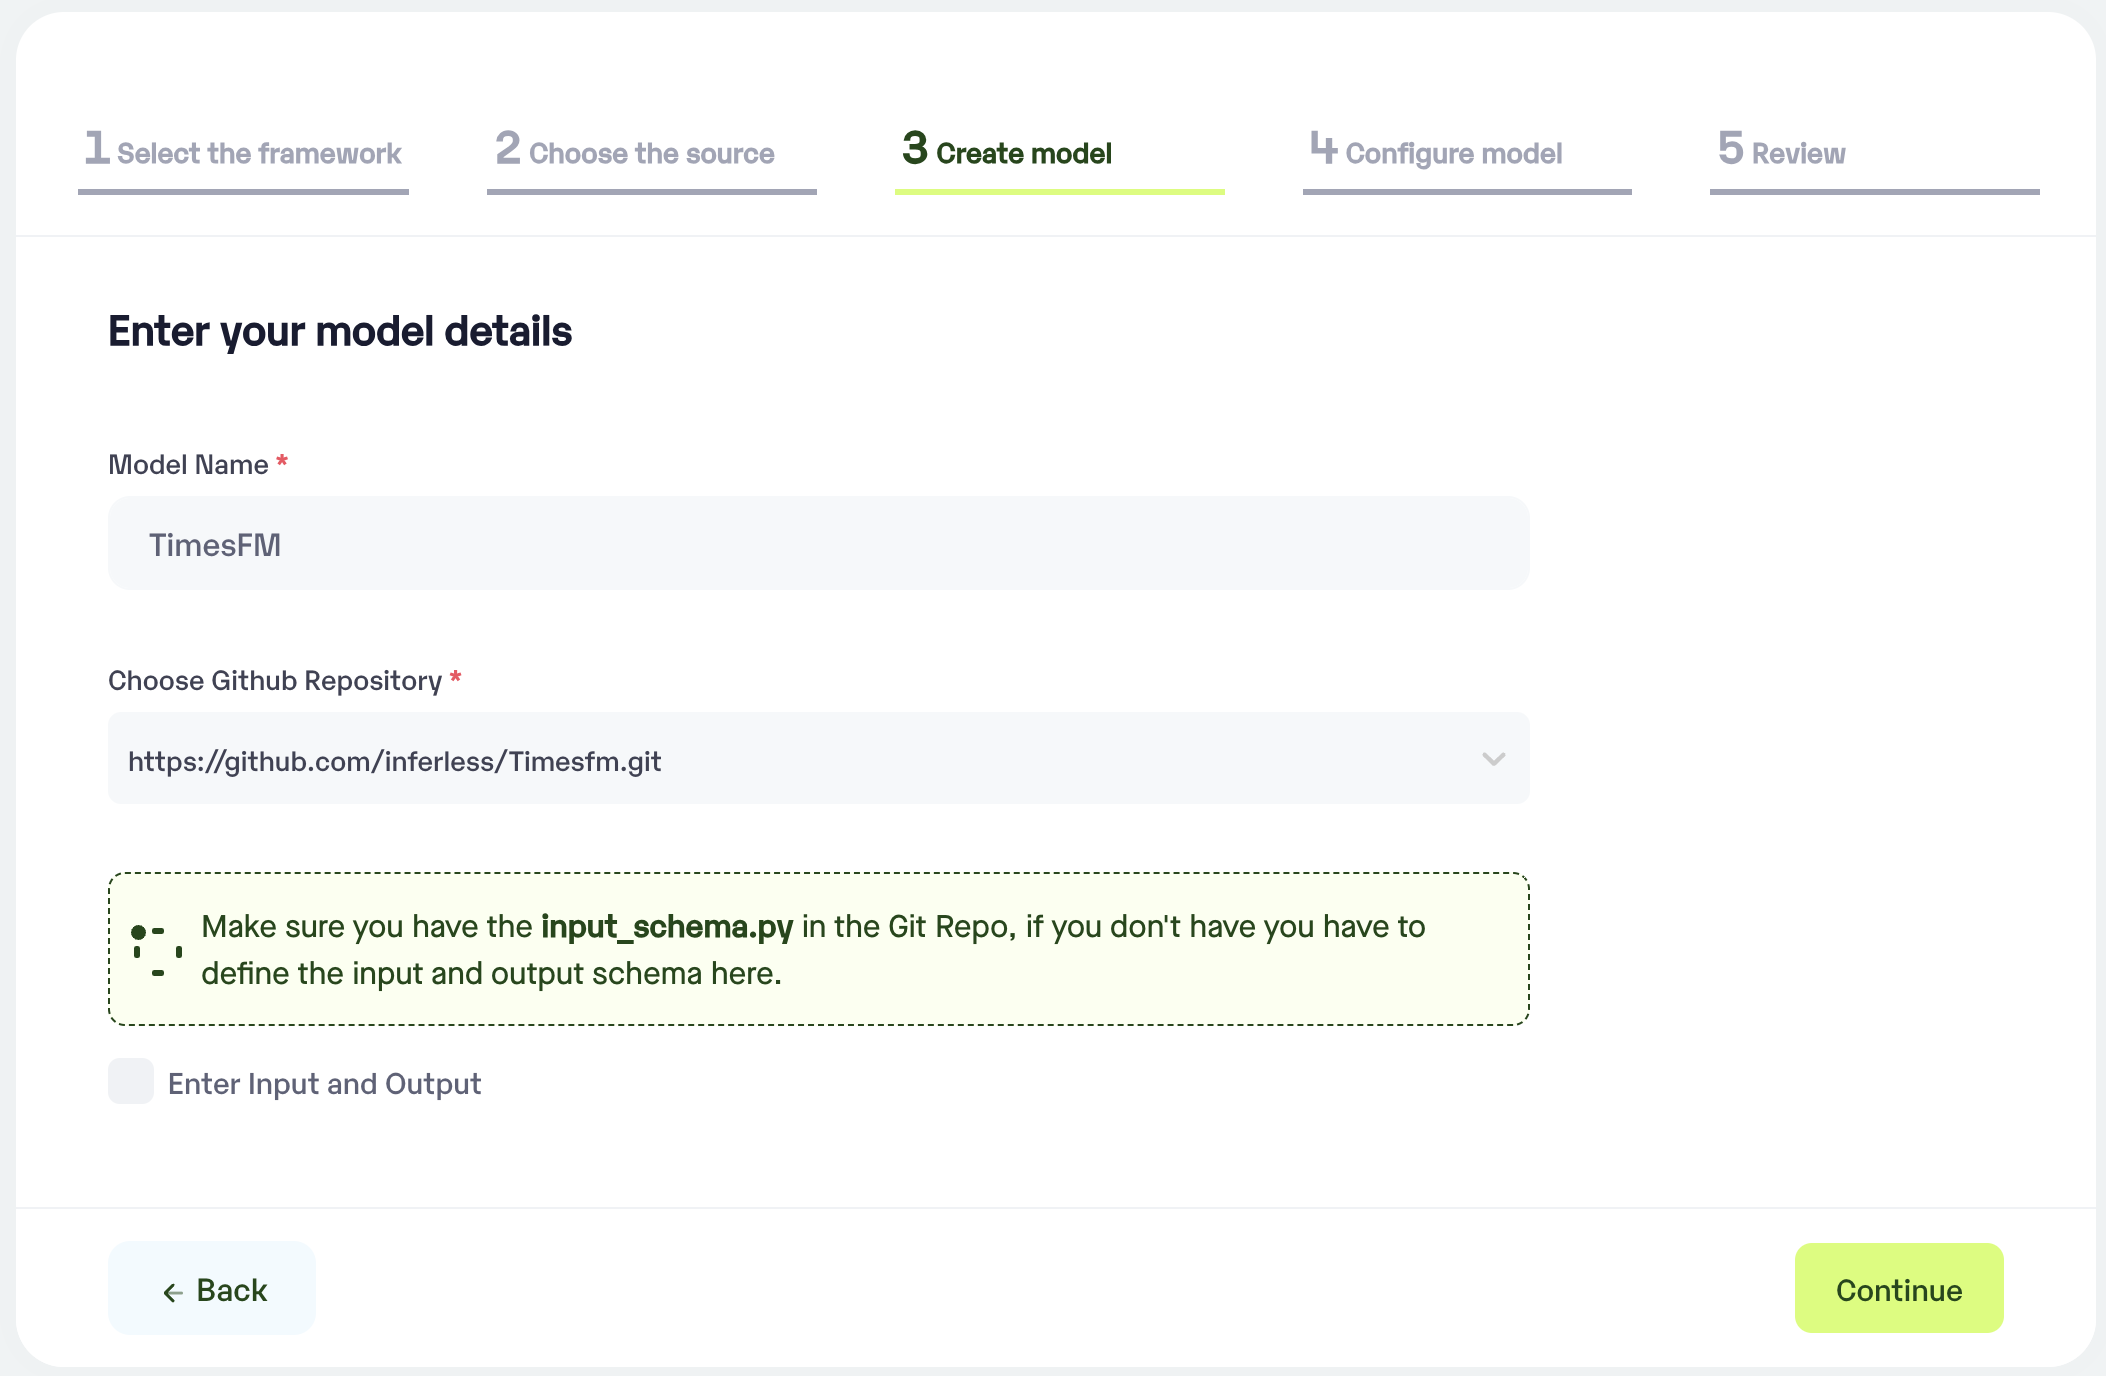 1 Select the framework
2 Choose the source
3 Create model
4 Configure model
5 Review
Enter your model details
Model Name *
TimesFM
Choose Github Repository *
https://github.com/inferless/Timesfm.git
Make sure you have the input_schema.py in the Git Repo, if you don't have you have to
define the input and output schema here.
Enter Input and Output
← Back
Continue